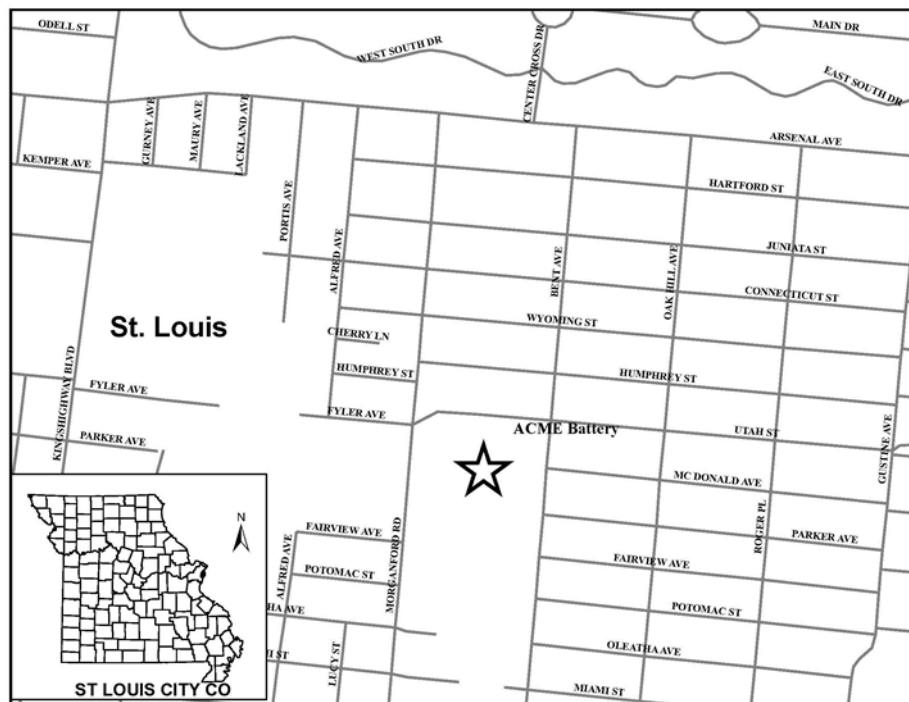 ODELL ST
MAIN DR
WEST SOUTH DR
CENTER CROSS DR
EAST SOUTH DR
ARSENAL AVE
GURNEY AVE
MAURY AVE
LACKLAND AVE
KEMPER AVE
HARTFORD ST
PORTIS AVE
ALFRED AVE
JUNIATA ST
BENT AVE
OAK HILL AVE
CONNECTICUT ST
St. Louis
WYOMING ST
CHERRY LN
HUMPHREY ST
HUMPHREY ST
KINGSHIGHWAY BLVD
FYLER AVE
FYLER AVE
ACME Battery
UTAH ST
GUSTINE AVE
PARKER AVE
MC DONALD AVE
ROGER PL
PARKER AVE
N
FAIRVIEW AVE
FAIRVIEW AVE
ALFRED AVE
MORGANFORD RD
POTOMAC ST
POTOMAC ST
HA AVE
OLEATHA AVE
LUCY ST
MI ST
MIAMI ST
ST LOUIS CITY CO